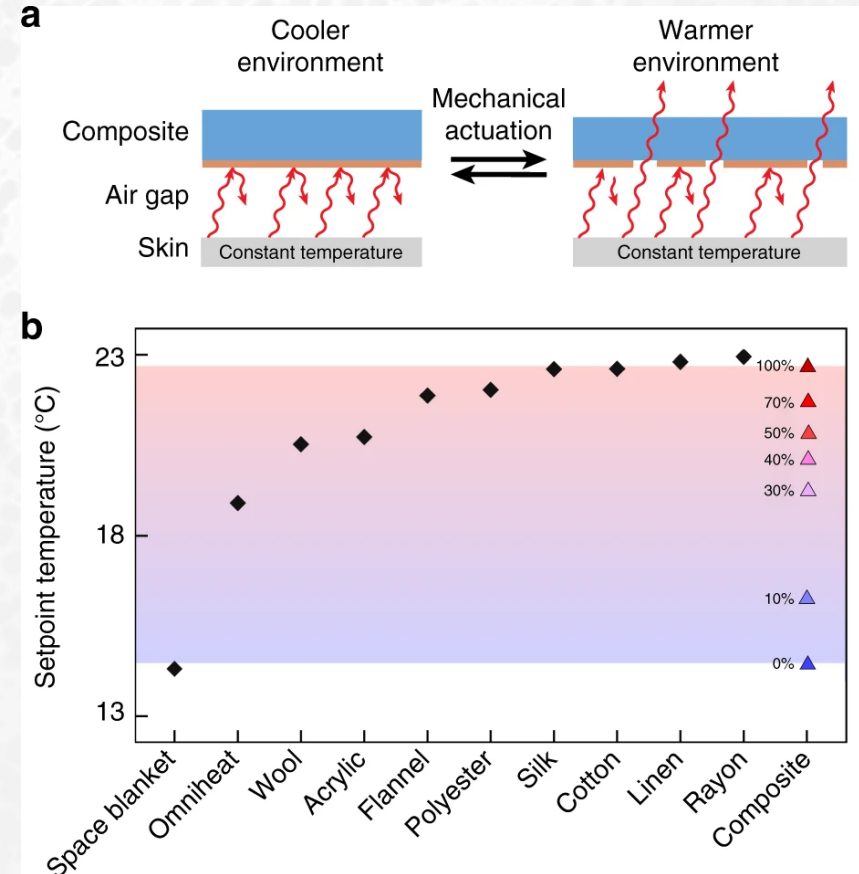 a
Cooler
environment
Warmer
environment
Mechanical
actuation
Composite
Air gap
Skin
Constant temperature
Constant temperature
b
Setpoint temperature (°C)
23
18
13
100%
70%
50%
40%
30%
10%
0%
Space blanket
Omniheat
Wool
Acrylic
Flannel
Polyester
Silk
Cotton
Linen
Rayon
Composite